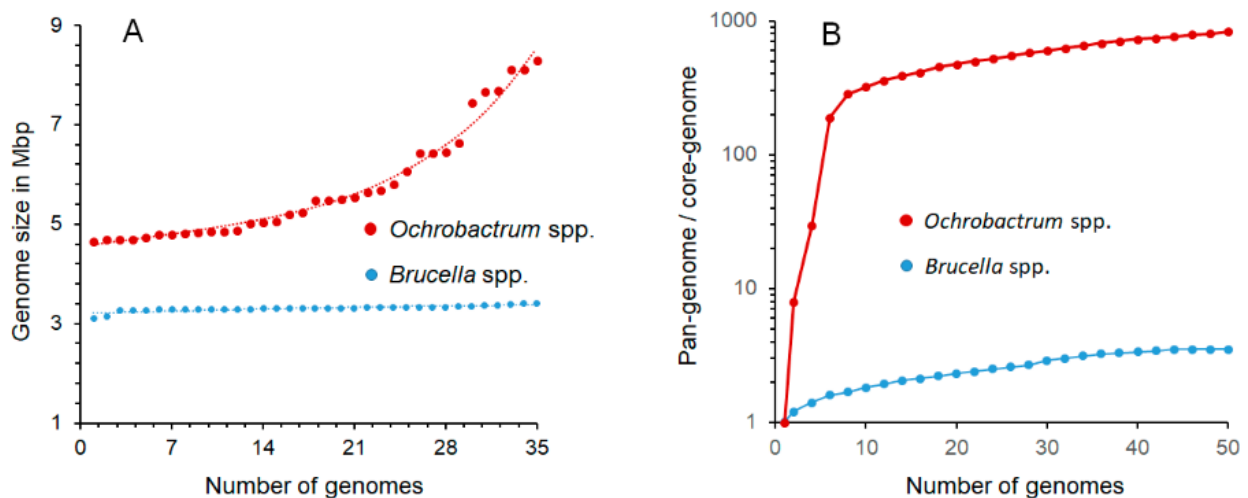 A
Genome size in Mbp
9
7
5
3
1
Ochrobactrum spp.
Brucella spp.
0
7
14
21
28
35
Number of genomes
B
Pan-genome / core-genome
1000
100
10
1
Ochrobactrum spp.
Brucella spp.
0
10
20
30
40
50
Number of genomes